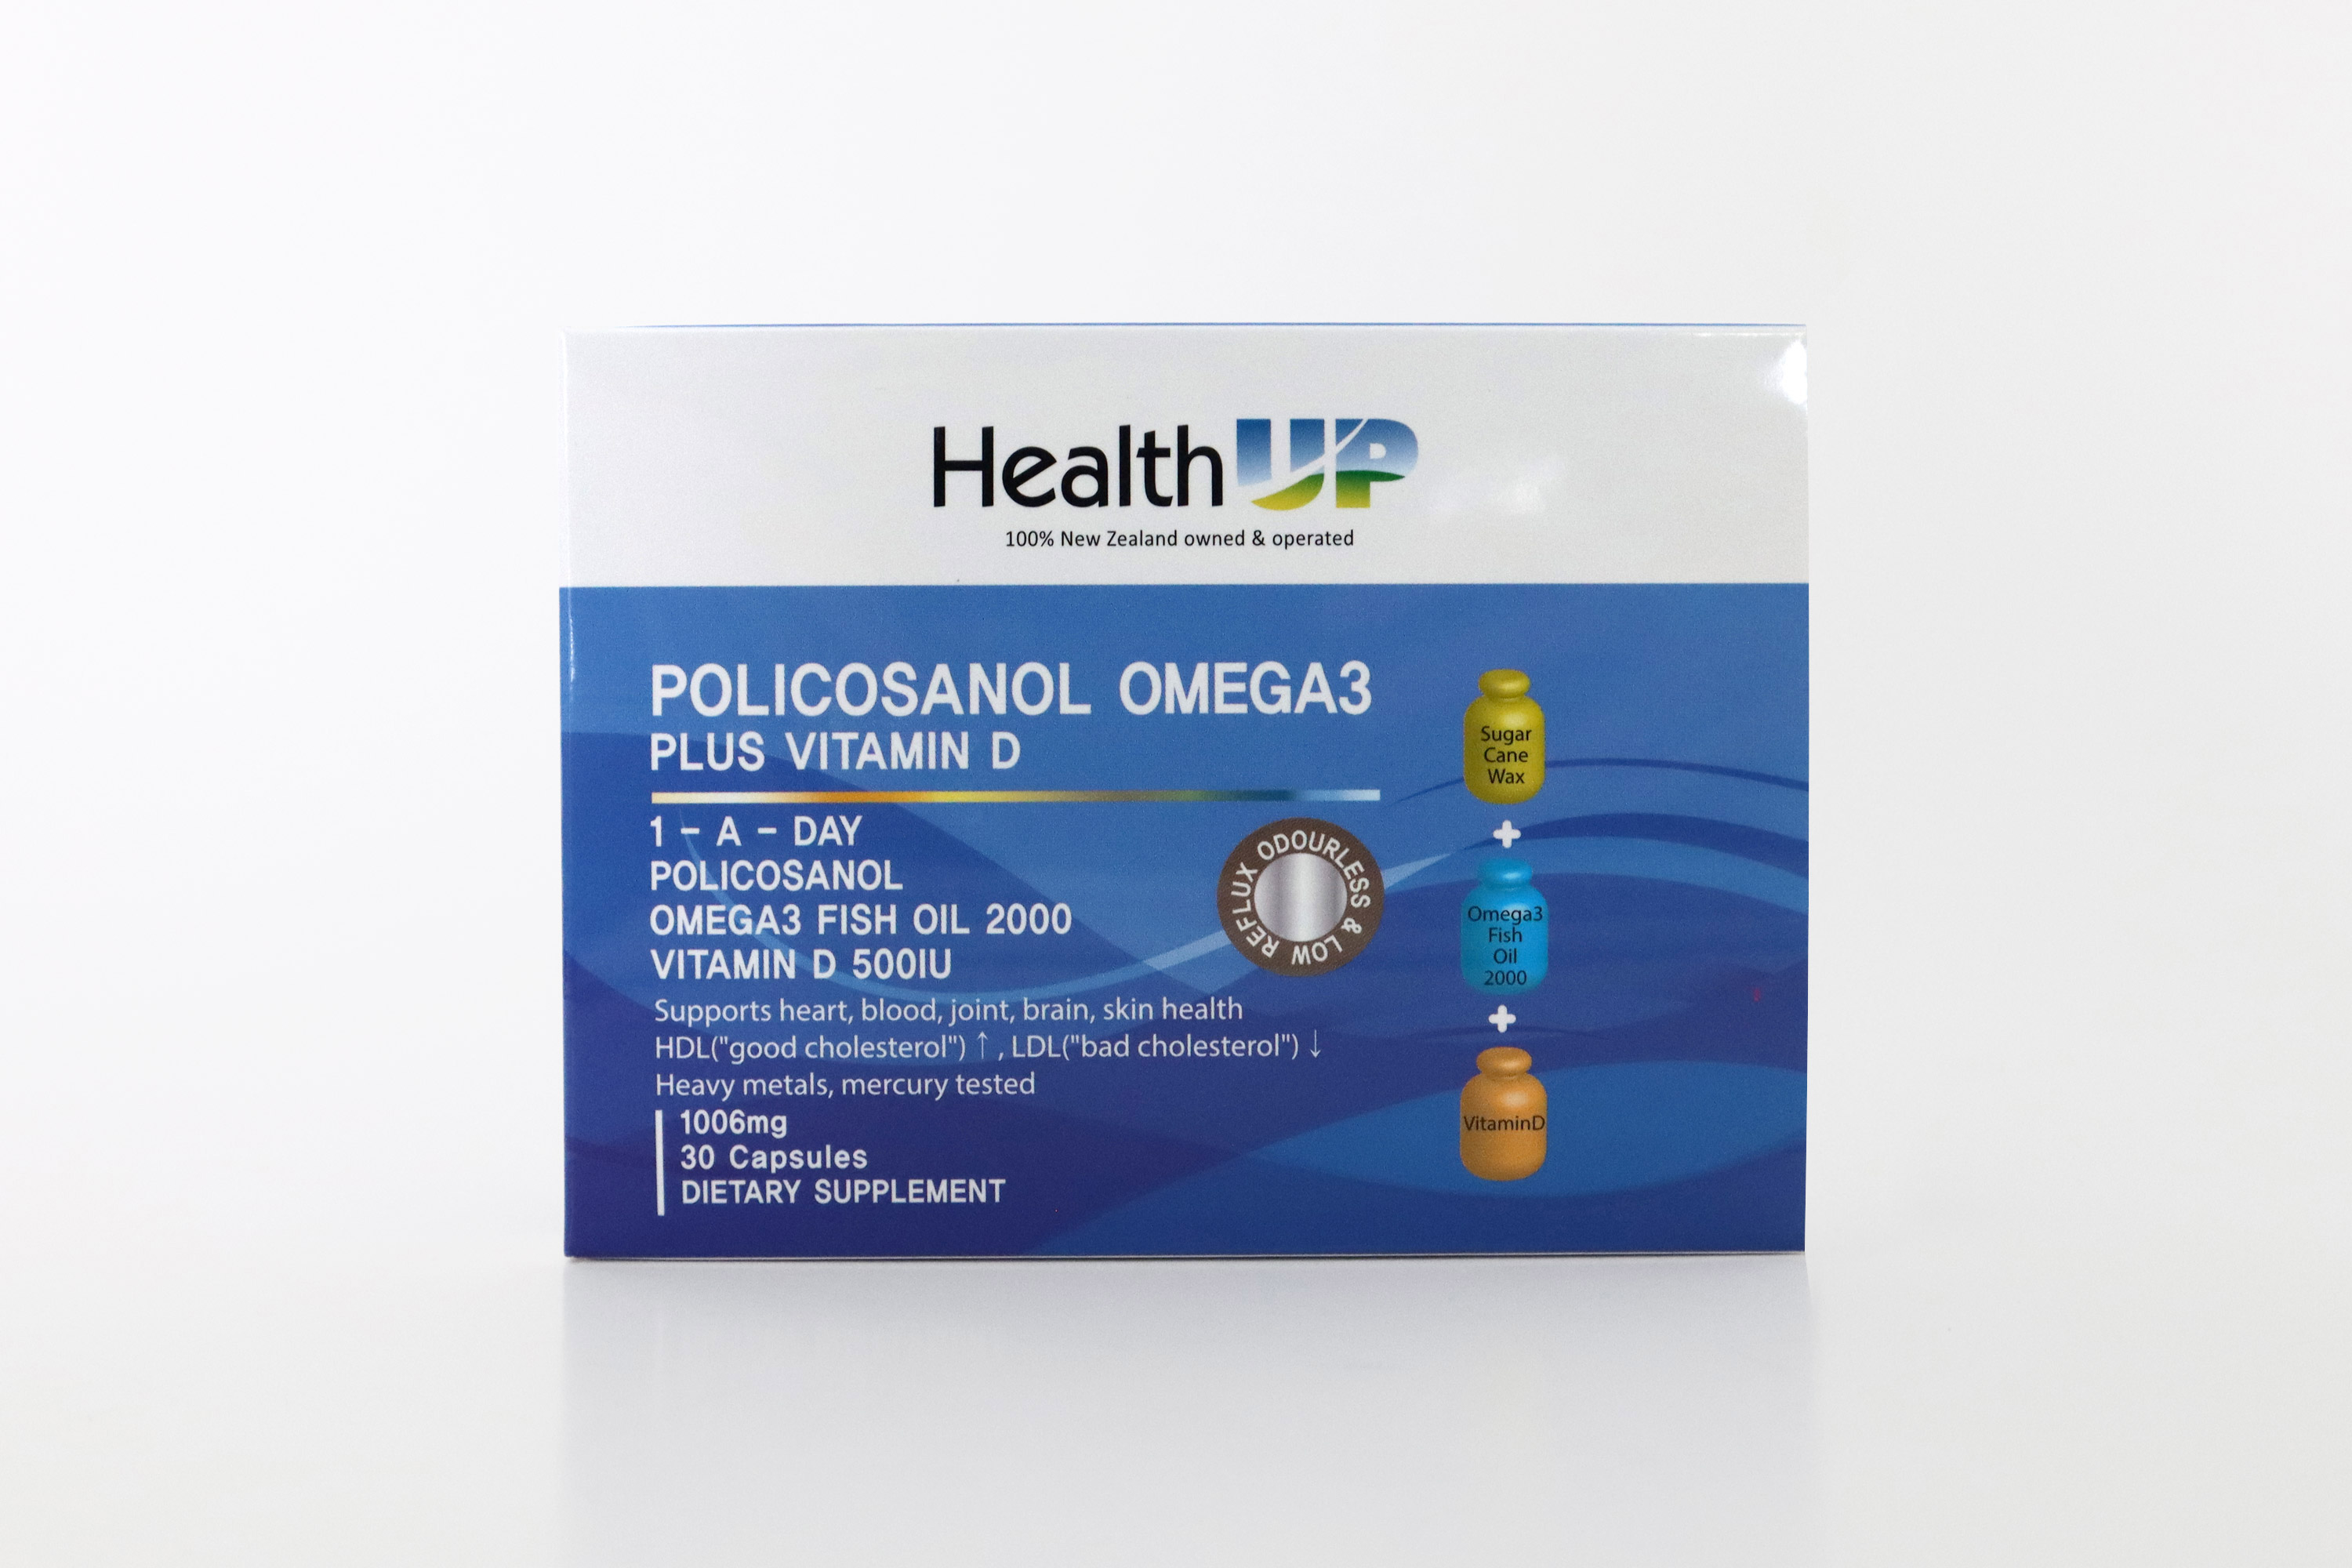 HealthUP
100% New Zealand owned & operated
POLICOSANOL OMEGA3
PLUS VITAMIN D
1 - A - DAY
POLICOSANOL
OMEGA3 FISH OIL 2000
VITAMIN D 500IU
Supports heart, blood, joint, brain, skin health
HDL("good cholesterol") ↑ , LDL("bad cholesterol") ↓
Heavy metals, mercury tested
1006mg
30 Capsules
DIETARY SUPPLEMENT
ODOURLESS & LOW REFLUX
Sugar
Cane
Wax
+
Omega3
Fish
Oil
2000
+
VitaminD